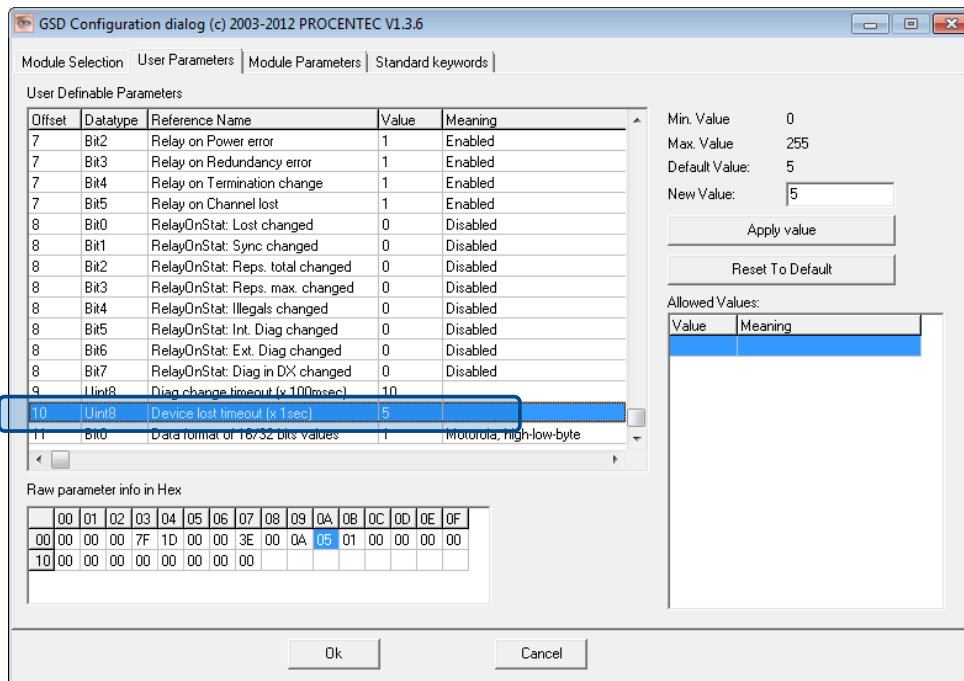 GSD Configuration dialog (c) 2003-2012 PROCENTEC V1.3.6
Module Selection User Parameters Module Parameters Standard keywords
User Definable Parameters
Offset Datatype Reference Name Value Meaning
7 Bit2 Relay on Power error 1 Enabled
7 Bit3 Relay on Redundancy error 1 Enabled
7 Bit4 Relay on Termination change 1 Enabled
7 Bit5 Relay on Channel lost 1 Enabled
8 Bit0 RelayOnStat: Lost changed 0 Disabled
8 Bit1 RelayOnStat: Sync changed 0 Disabled
8 Bit2 RelayOnStat: Reps. total changed 0 Disabled
8 Bit3 RelayOnStat: Reps. max. changed 0 Disabled
8 Bit4 RelayOnStat: Illegals changed 0 Disabled
8 Bit5 RelayOnStat: Int. Diag changed 0 Disabled
8 Bit6 RelayOnStat: Ext. Diag changed 0 Disabled
8 Bit7 RelayOnStat: Diag in DX changed 0 Disabled
9 Uint8 Diag change timeout (x 100msec) 10
10 Uint8 Device lost timeout (x 1sec) 5
11 Bit0 Data format of 16/32 bits values 1 Motorola, high-low-byte
Min. Value 0
Max. Value 255
Default Value: 5
New Value: 5
Apply value
Reset To Default
Allowed Values:
Value Meaning
Raw parameter info in Hex
00 01 02 03 04 05 06 07 08 09 0A 0B 0C 0D 0E 0F
00 00 00 00 7F 1D 00 00 3E 00 0A 05 01 00 00 00 00
10 00 00 00 00 00 00 00
Ok Cancel